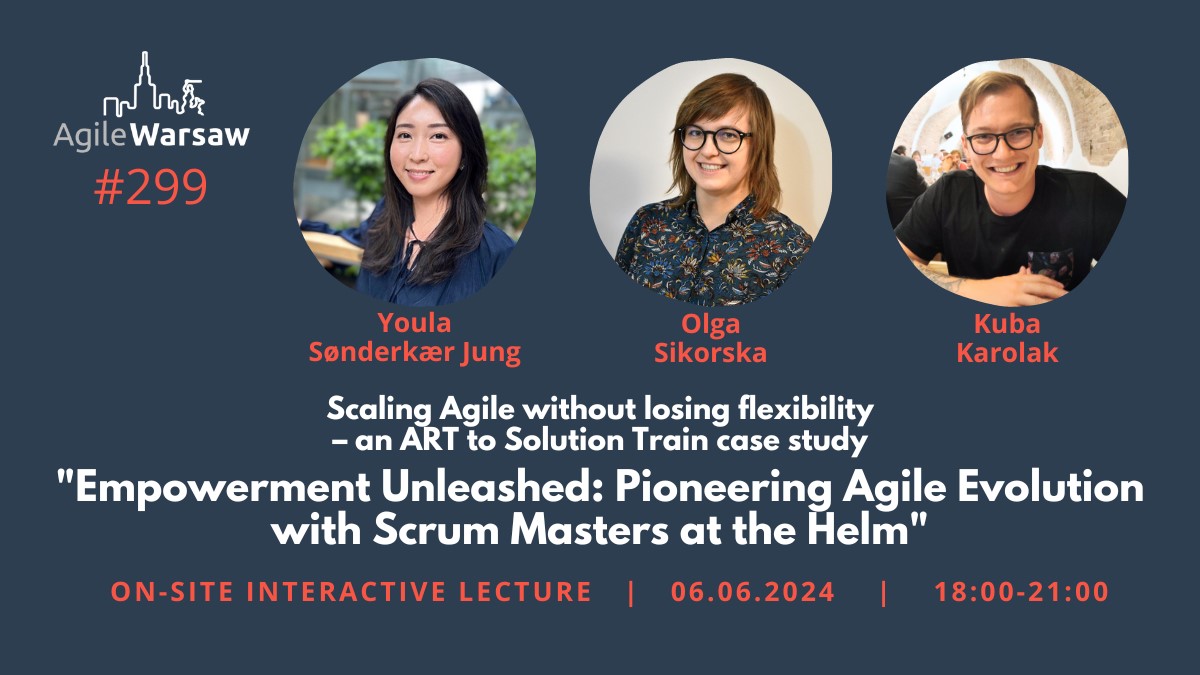 AgileWarsaw
#299
Youla
Sønderkær Jung
Olga
Sikorska
Kuba
Karolak
Scaling Agile without losing flexibility
– an ART to Solution Train case study
"Empowerment Unleashed: Pioneering Agile Evolution
with Scrum Masters at the Helm"
ON-SITE INTERACTIVE LECTURE | 06.06.2024 | 18:00-21:00